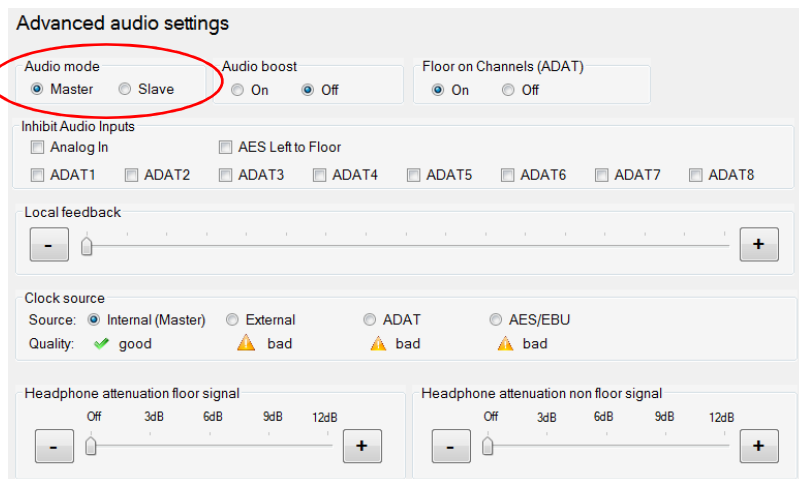 Advanced audio settings
Audio mode Audio boost Floor on Channels (ADAT)
Master Slave On Off On Off
Inhibit Audio Inputs
Analog In AES Left to Floor
ADAT1 ADAT2 ADAT3 ADAT4 ADAT5 ADAT6 ADAT7 ADAT8
Local feedback
- +
Clock source
Source: Internal (Master) External ADAT AES/EBU
Quality: good bad bad bad
Headphone attenuation floor signal Headphone attenuation non floor signal
Off 3dB 6dB 9dB 12dB Off 3dB 6dB 9dB 12dB
- + - +